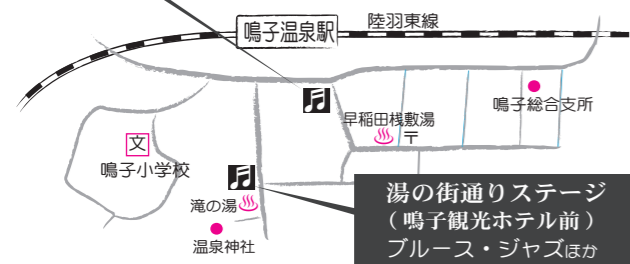 陸羽東線
鳴子温泉駅
鳴子総合支所
早稲田桟敷湯
〒
文
鳴子小学校
滝の湯
温泉神社
湯の街通りステージ
(鳴子観光ホテル前)
ブルース・ジャズほか